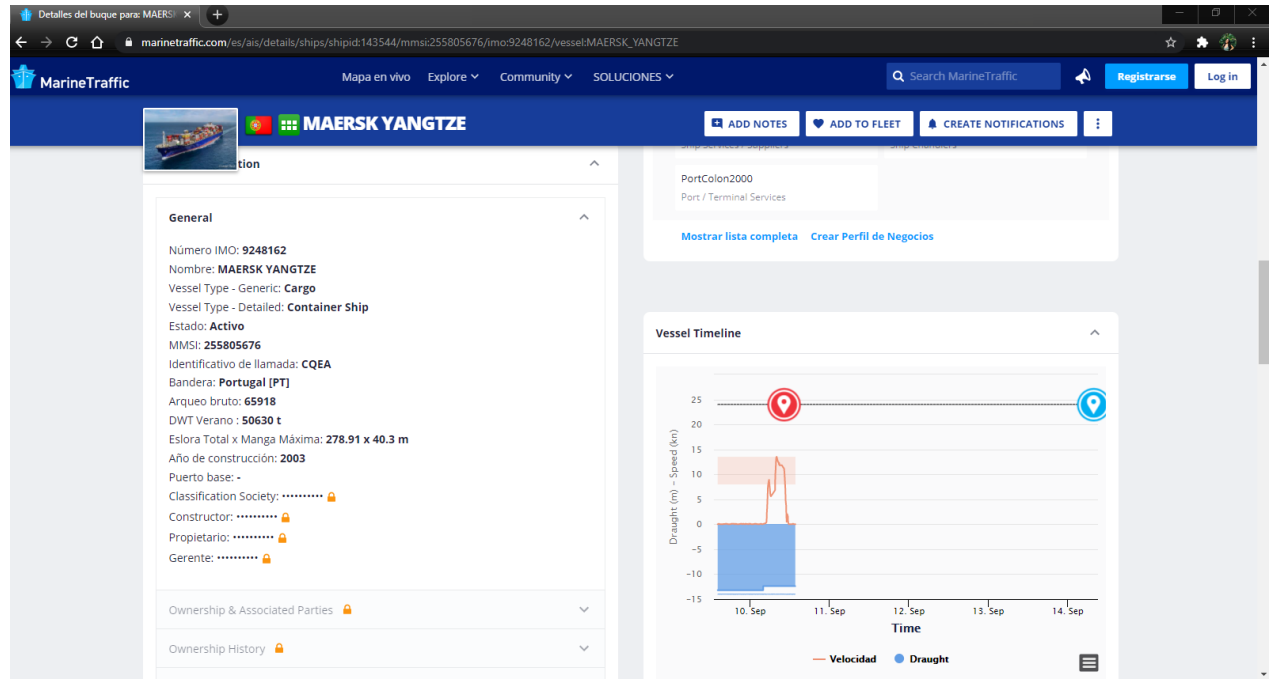 Detalles del buque para: MAERS
marinetraffic.com/es/ais/details/ships/shipid:143544/mmsi:255805676/imo:9248162/vessel:MAERSK_YANGTZE
MarineTraffic
Mapa en vivo
Explore
Community
SOLUCIONES
Search MarineTraffic
Registrarse
Log in
MAERSK YANGTZE
ADD NOTES
ADD TO FLEET
CREATE NOTIFICATIONS
tion
General
Número IMO: 9248162
Nombre: MAERSK YANGTZE
Vessel Type - Generic: Cargo
Vessel Type - Detailed: Container Ship
Estado: Activo
MMSI: 255805676
Identificativo de llamada: CQEA
Bandera: Portugal [PT]
Arqueo bruto: 65918
DWT Verano : 50630 t
Eslora Total x Manga Máxima: 278.91 x 40.3 m
Año de construcción: 2003
Puerto base: -
Classification Society: ••••••••••
Constructor: ••••••••••
Propietario: ••••••••••
Gerente: ••••••••••
Ownership & Associated Parties
Ownership History
Ship Services / Suppliers
Ship Chandlers
PortColon2000
Port / Terminal Services
Mostrar lista completa
Crear Perfil de Negocios
Vessel Timeline
Draught (m) – Speed (kn)
25
20
15
10
5
0
−5
−10
−15
10. Sep
11. Sep
12. Sep
13. Sep
14. Sep
Time
Velocidad
Draught